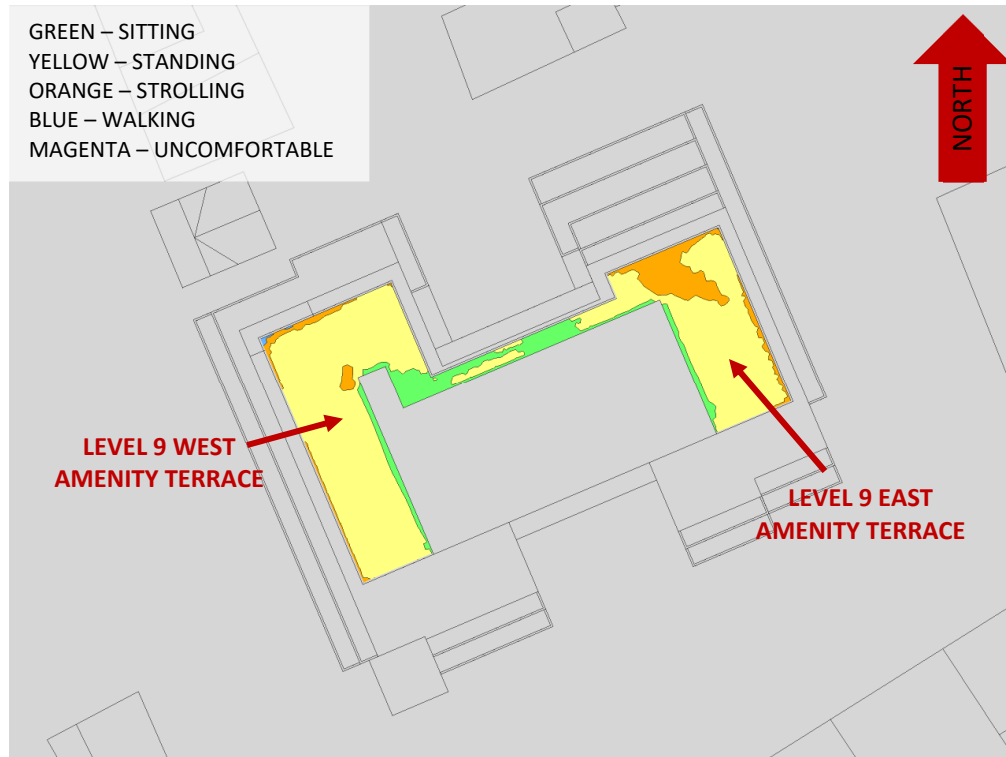 GREEN – SITTING
YELLOW – STANDING
ORANGE – STROLLING
BLUE – WALKING
MAGENTA – UNCOMFORTABLE
NORTH
LEVEL 9 WEST
AMENITY TERRACE
LEVEL 9 EAST
AMENITY TERRACE